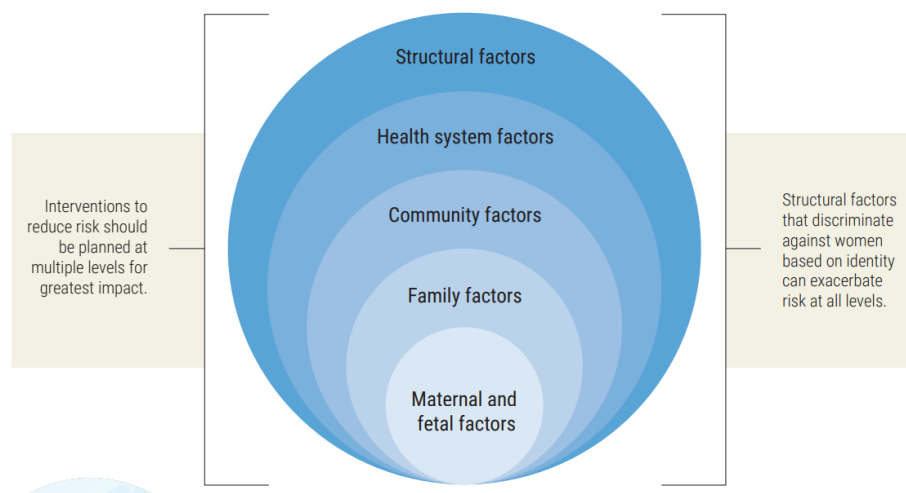 Structural factors
Health system factors
Community factors
Family factors
Maternal and
fetal factors
Interventions to
reduce risk should
be planned at
multiple levels for
greatest impact.
Structural factors
that discriminate
against women
based on identity
can exacerbate
risk at all levels.